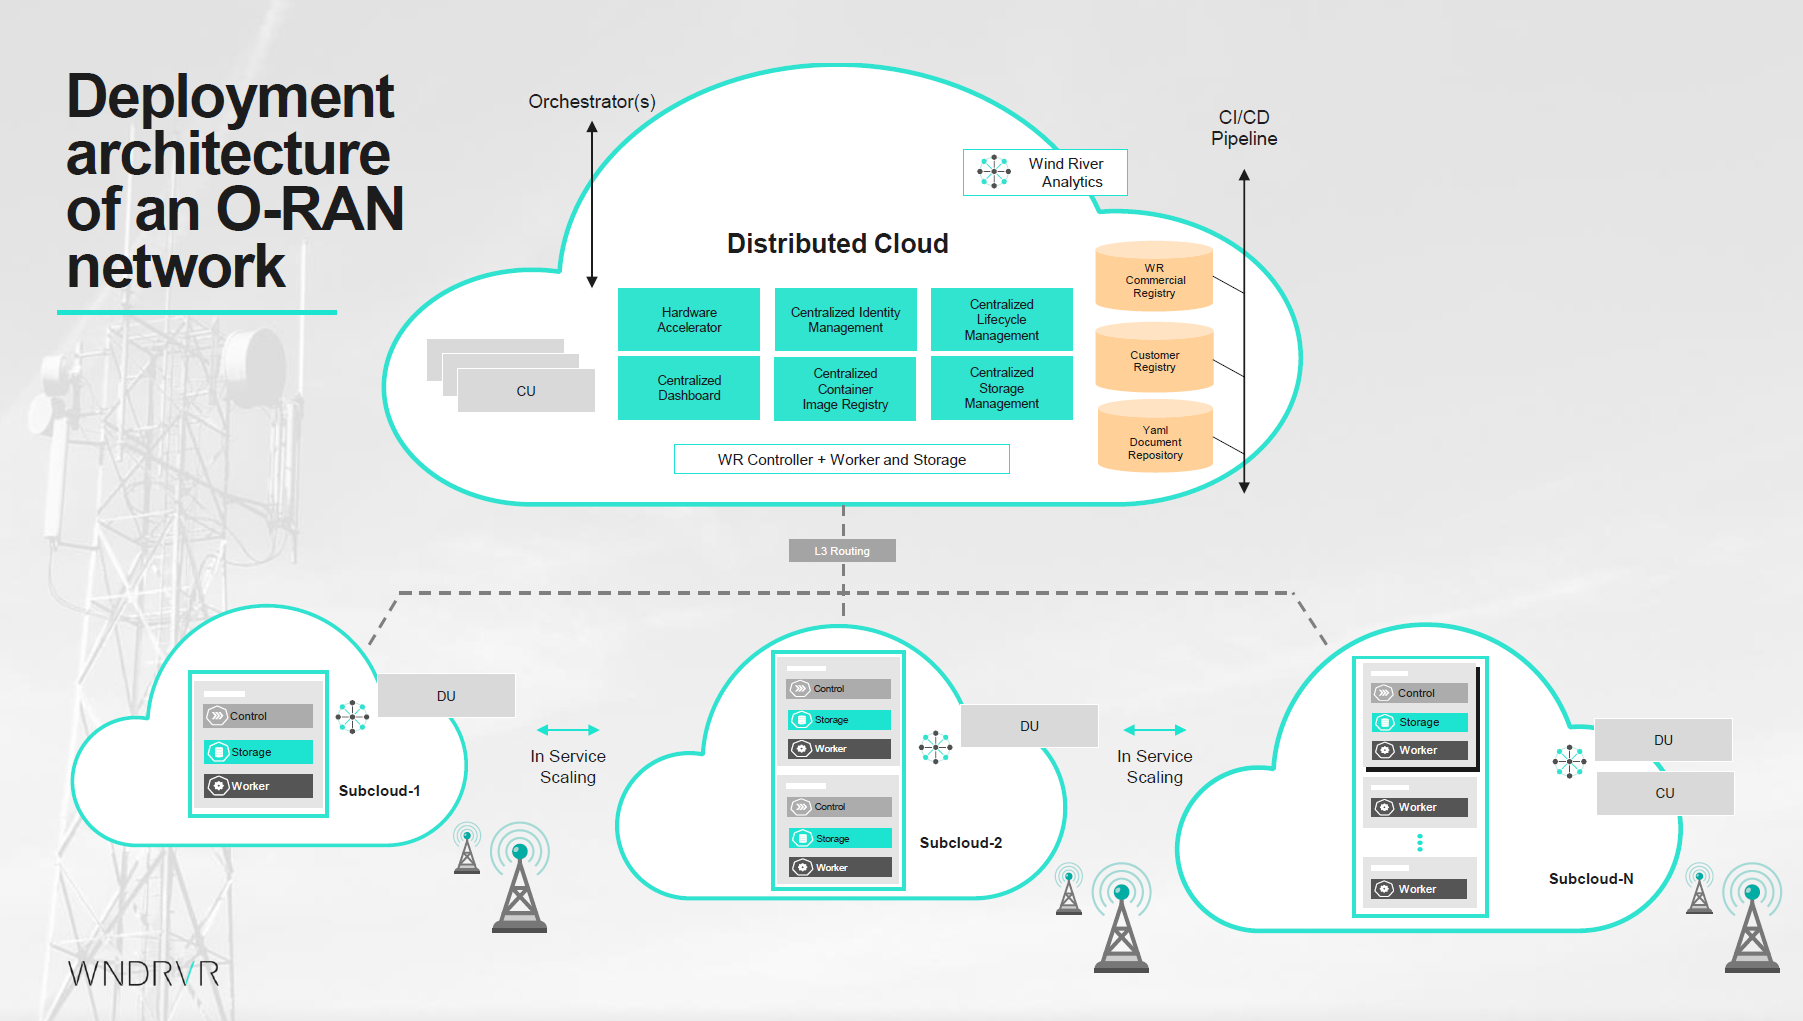 Deployment
architecture
of an O-RAN
network
Orchestrator(s)
CI/CD
Pipeline
Wind River
Analytics
Distributed Cloud
Hardware
Accelerator
Centralized Identity
Management
Centralized
Lifecycle
Management
Centralized
Dashboard
Centralized
Container
Image Registry
Centralized
Storage
Management
CU
WR Controller + Worker and Storage
WR
Commercial
Registry
Customer
Registry
Yaml
Document
Repository
L3 Routing
Control
Storage
Worker
DU
Subcloud-1
In Service
Scaling
Control
Storage
Worker
Control
Storage
Worker
DU
Subcloud-2
In Service
Scaling
Control
Storage
Worker
Worker
Worker
DU
CU
Subcloud-N
WNDRVR